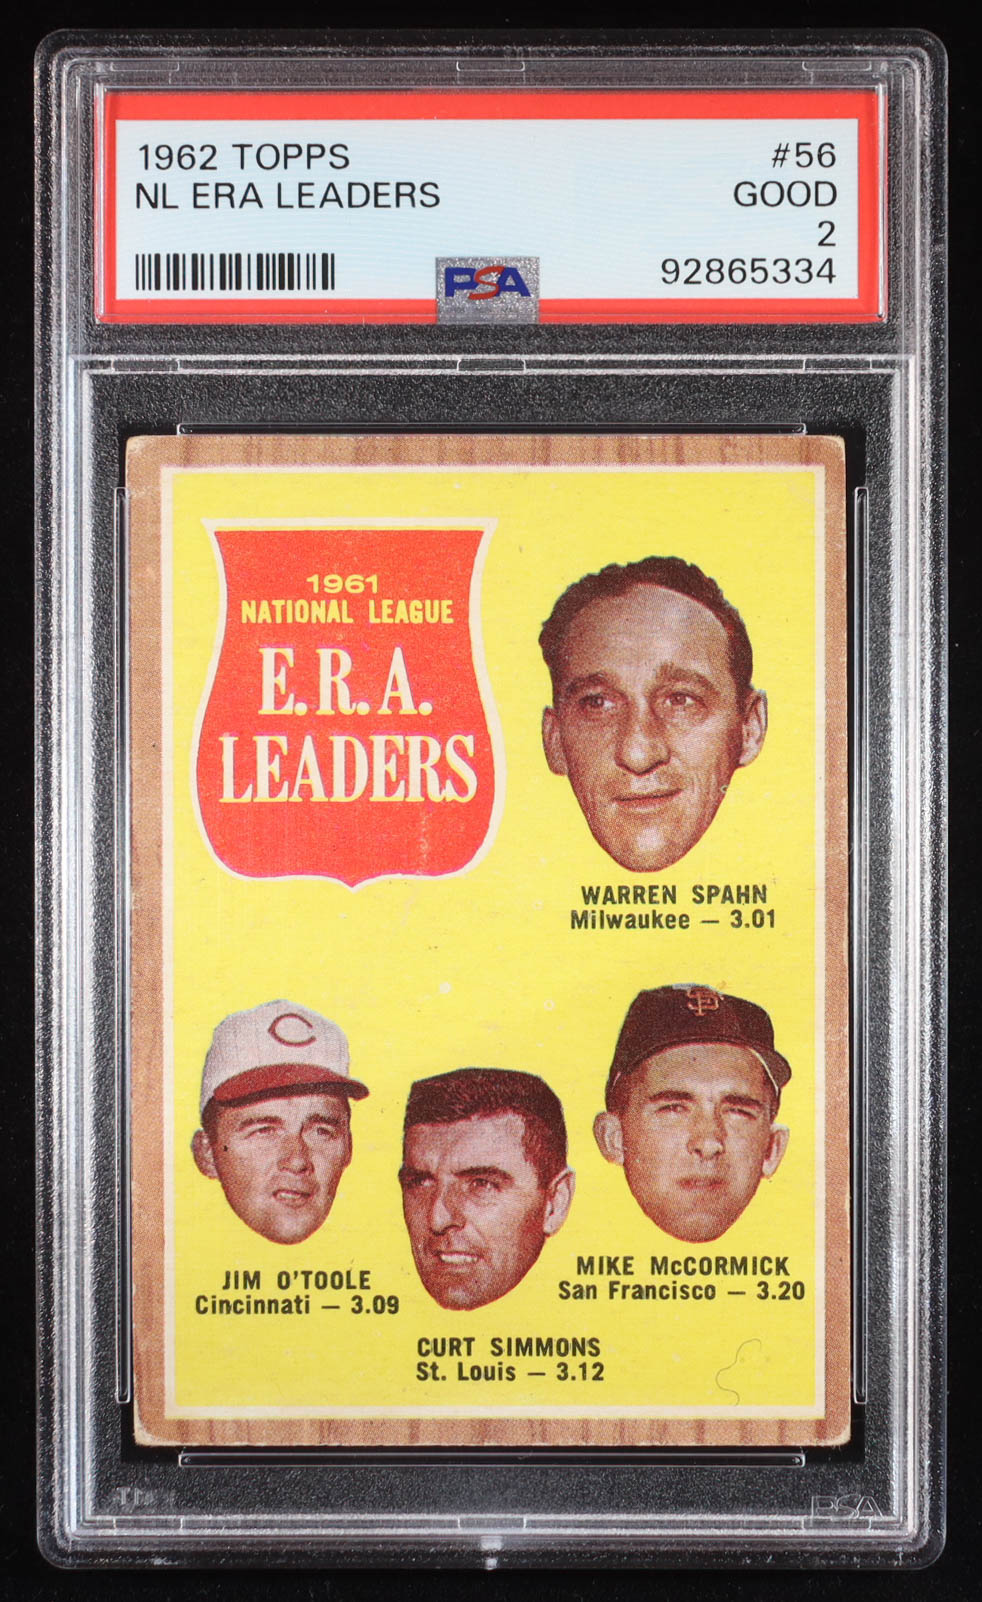 1962 TOPPS
#56
NL ERA LEADERS
GOOD
2
PSA
92865334
1961
NATIONAL LEAGUE
E.R.A.
LEADERS
WARREN SPAHN
Milwaukee — 3.01
C
SF
JIM O'TOOLE
Cincinnati — 3.09
MIKE McCORMICK
San Francisco — 3.20
CURT SIMMONS
St. Louis — 3.12
PSA